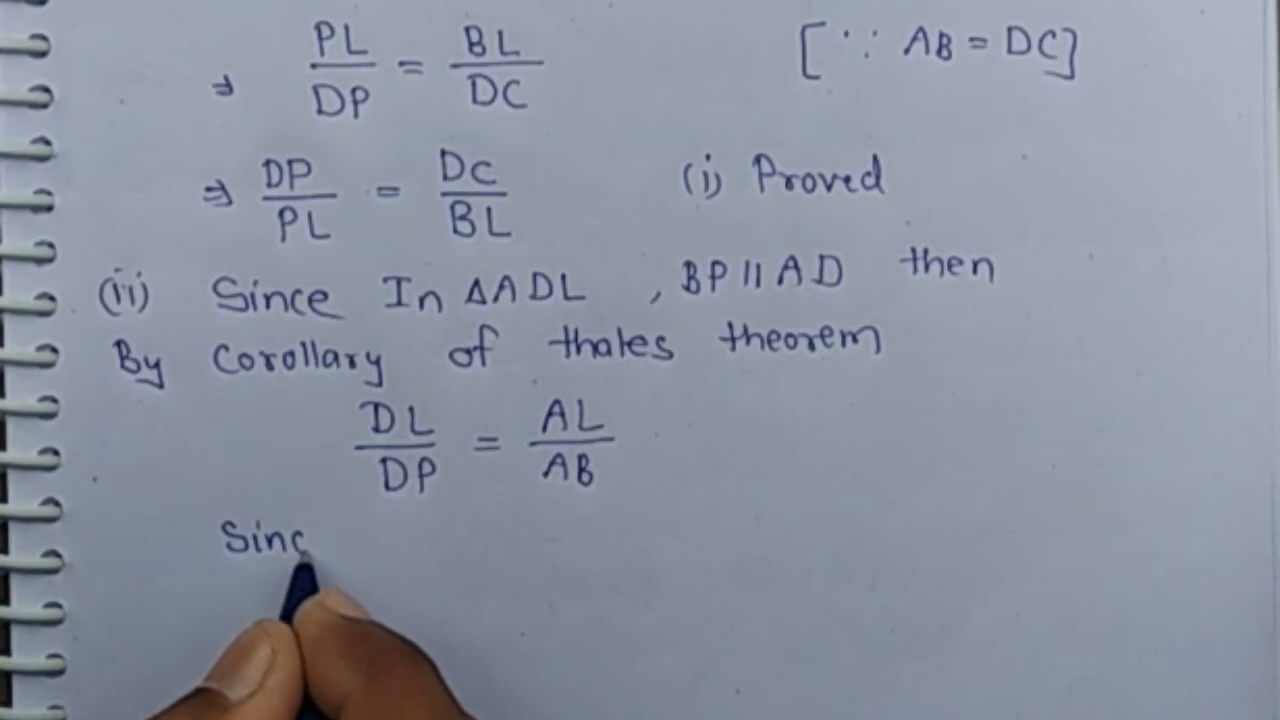 ⇒ PL/DP = BL/DC [∵ AB = DC]
⇒ DP/PL = DC/BL (i) Proved
(ii) Since In ΔADL , BP || AD then
By Corollary of thales theorem
DL/DP = AL/AB
Sinc